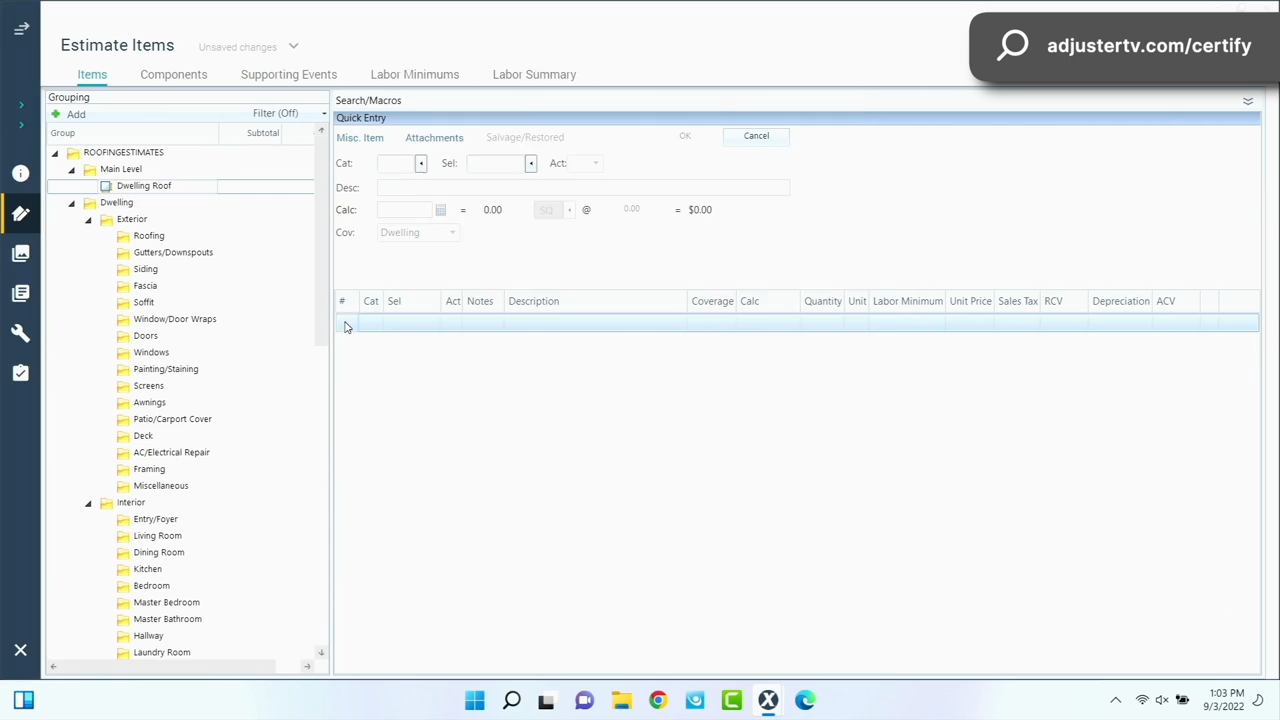 Estimate Items Unsaved changes
adjustertv.com/certify
Items Components Supporting Events Labor Minimums Labor Summary
Grouping
Add Filter (Off)
Group Subtotal
ROOFINGESTIMATES
Main Level
Dwelling Roof
Dwelling
Exterior
Roofing
Gutters/Downspouts
Siding
Fascia
Soffit
Window/Door Wraps
Doors
Windows
Painting/Staining
Screens
Awnings
Patio/Carport Cover
Deck
AC/Electrical Repair
Framing
Miscellaneous
Interior
Entry/Foyer
Living Room
Dining Room
Kitchen
Bedroom
Master Bedroom
Master Bathroom
Hallway
Laundry Room
Search/Macros
Quick Entry
Misc. Item Attachments Salvage/Restored OK Cancel
Cat: Sel: Act:
Desc:
Calc: = 0.00 SQ @ 0.00 = $0.00
Cov: Dwelling
# Cat Sel Act Notes Description Coverage Calc Quantity Unit Labor Minimum Unit Price Sales Tax RCV Depreciation ACV
1:03 PM
9/3/2022